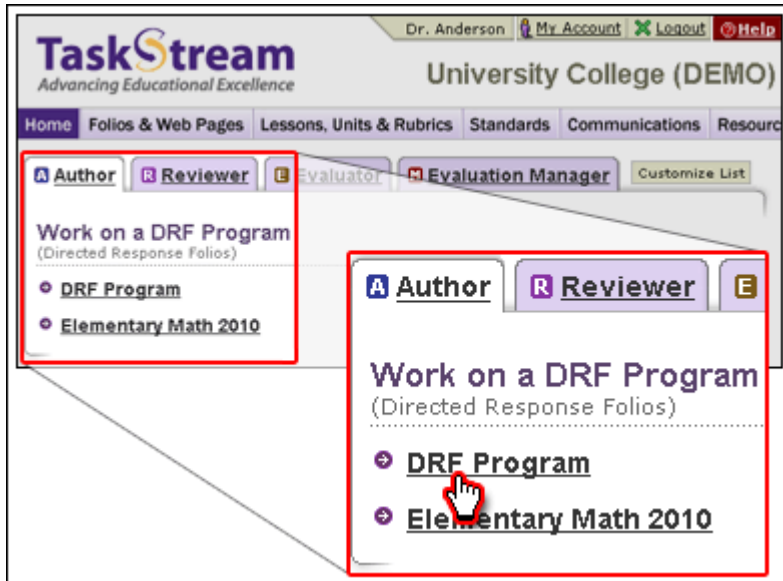 Dr. Anderson My Account Logout Help
TaskStream
Advancing Educational Excellence
University College (DEMO)
Home Folios & Web Pages Lessons, Units & Rubrics Standards Communications Resourc
A Author R Reviewer E Evaluator M Evaluation Manager Customize List
Work on a DRF Program
(Directed Response Folios)
DRF Program
Elementary Math 2010
A Author R Reviewer E
Work on a DRF Program
(Directed Response Folios)
DRF Program
Elementary Math 2010